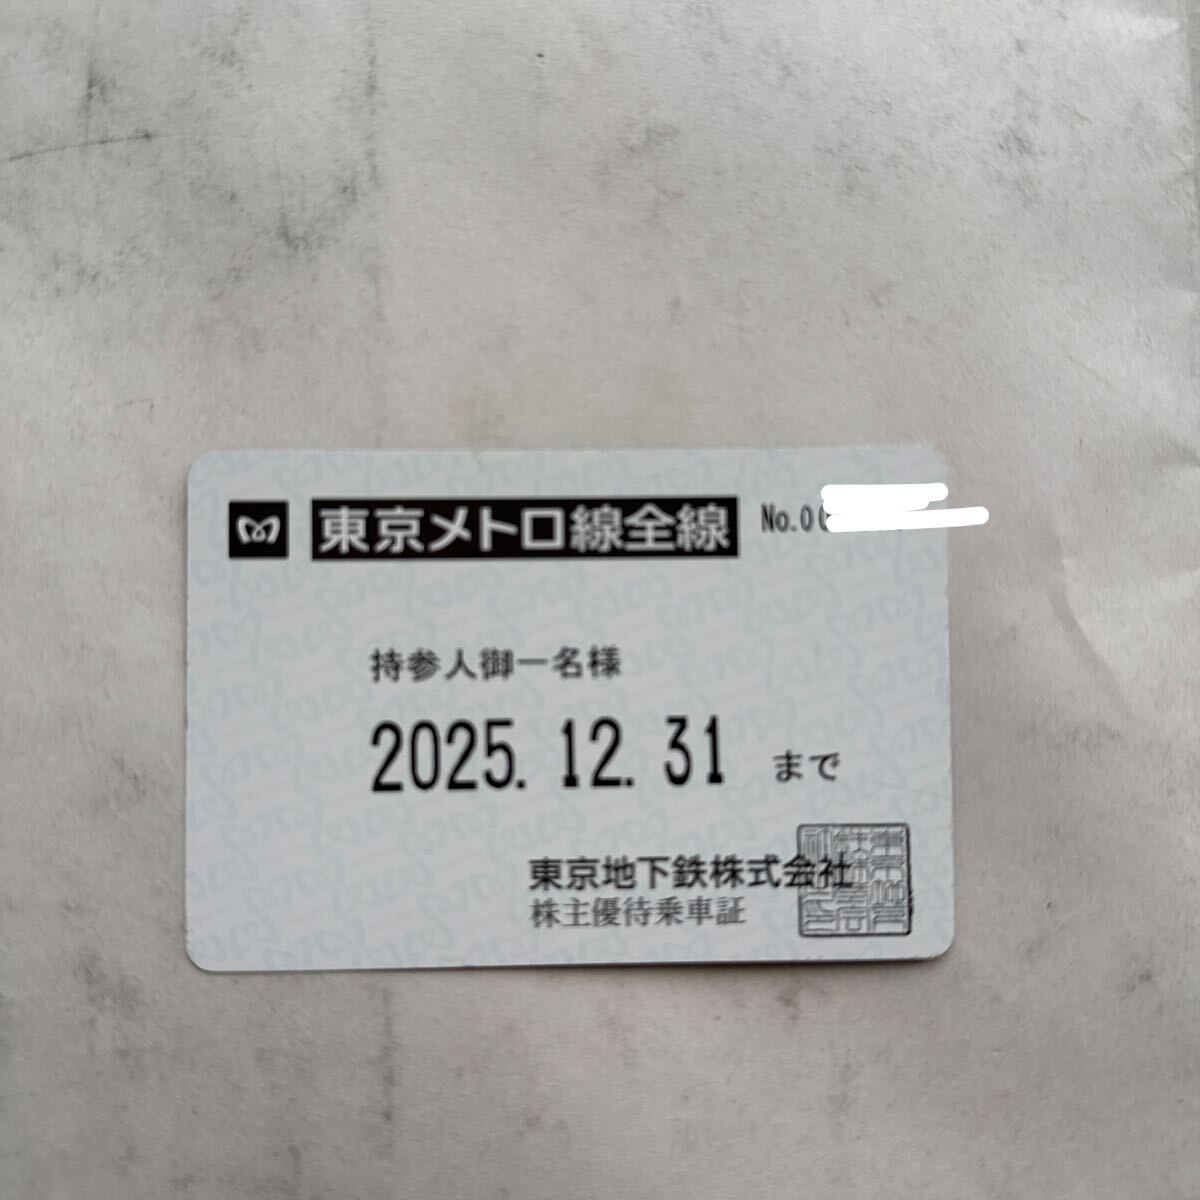 東京メトロ線全線 No.0
持参人御一名様
2025.12.31 まで
東京地下鉄株式会社
株主優待乗車証